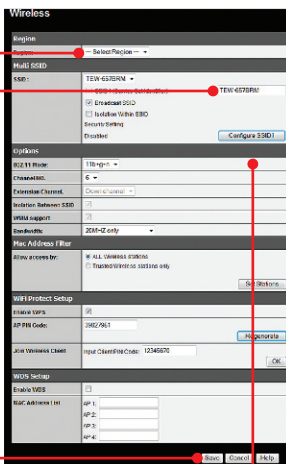 Wireless
Region
Region: -- Select Region --
Multi SSID
SSID: TEW-657BRM
TEW-657BRM
Broadcast SSID
Isolation Within SSID
Security Setting:
Disabled Configure SSID1
Options
802.11 Mode: 11b+g+n
Channel NO. 6
Extension Channel. Down channel
Isolation Between SSID
WMM support
Bandwidth: 20MHZ only
Mac Address Filter
Allow access by: ALL Wireless stations
Trusted Wireless stations only
Set Stations
WiFi Protect Setup
Enable WPS
AP PIN Code:
Regenerate
Join Wireless Client Input Client PIN Code: 12345670
OK
WDS Setup
Enable WDS
MAC Address List AP 1:
AP 2:
AP 3:
AP 4:
Save Cancel Help